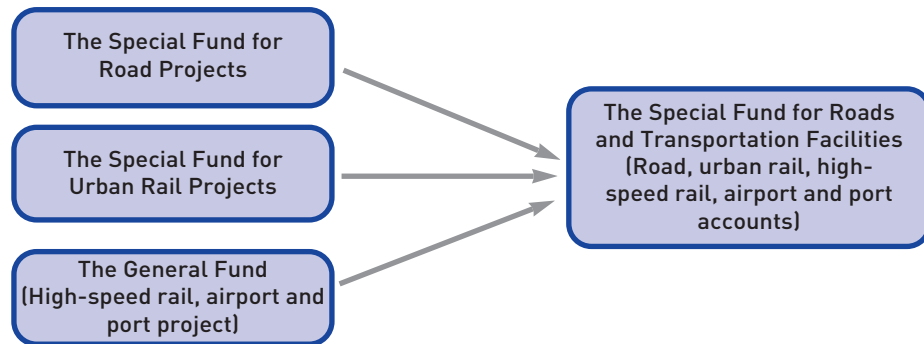 The Special Fund for
Road Projects
The Special Fund for
Urban Rail Projects
The General Fund
(High-speed rail, airport and
port project)
The Special Fund for Roads
and Transportation Facilities
(Road, urban rail, high-
speed rail, airport and port
accounts)